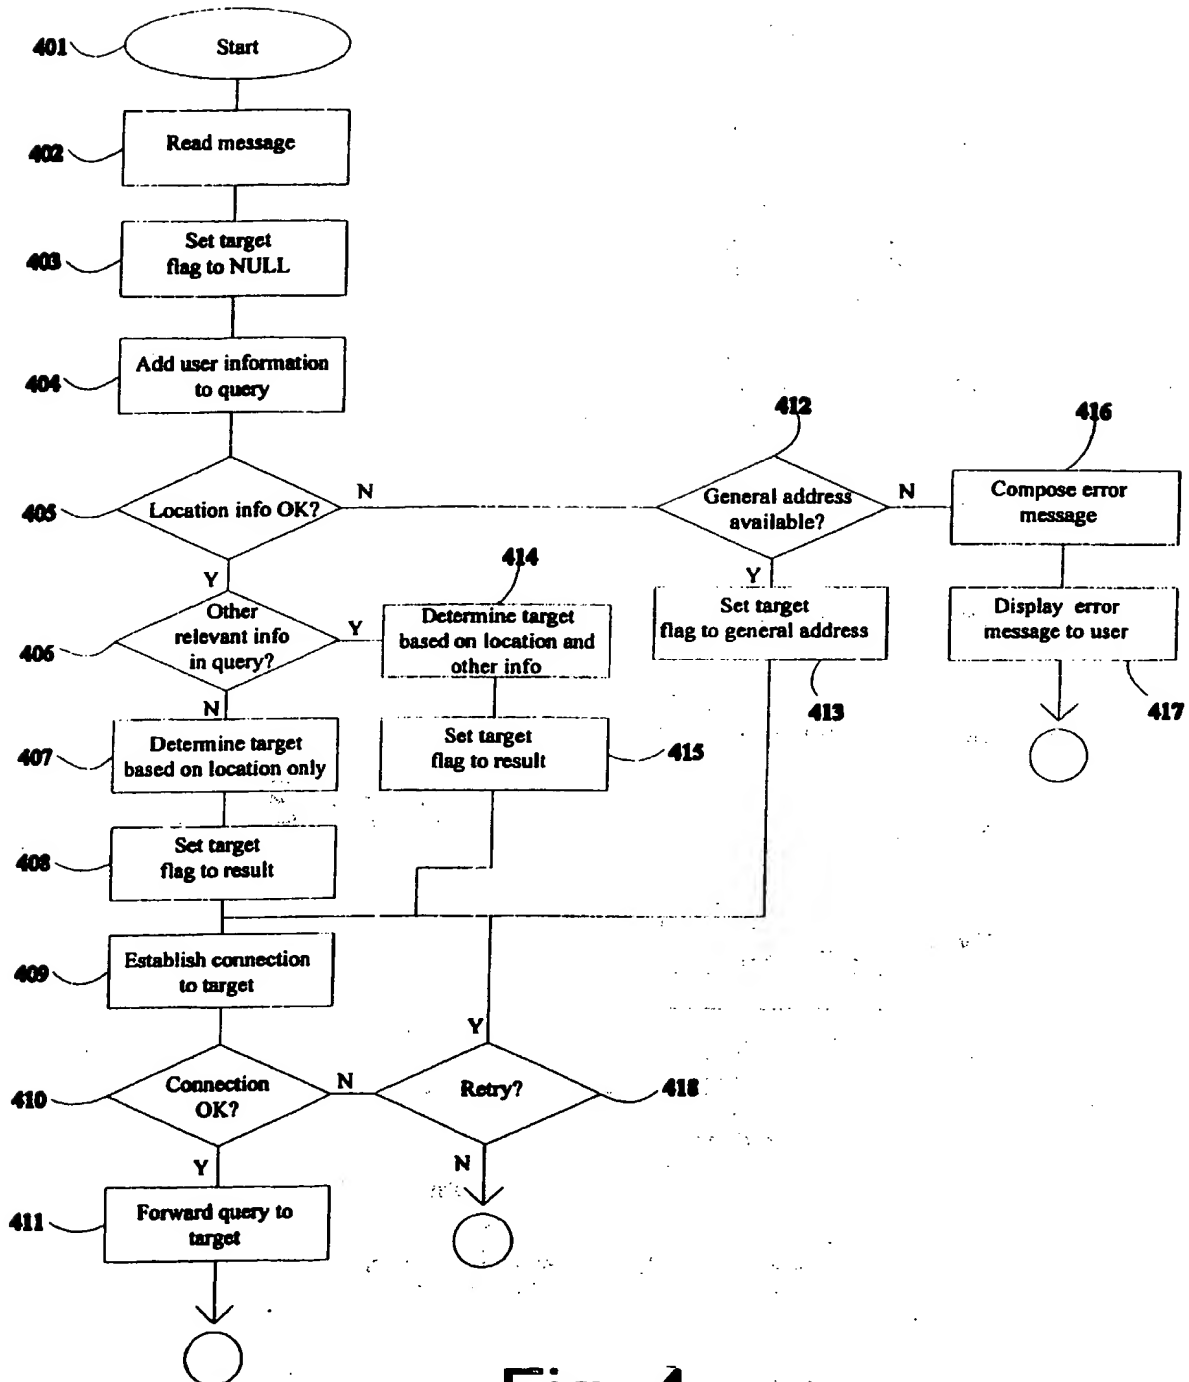 401
Start
402
Read message
403
Set target
flag to NULL
404
Add user information
to query
405
Location info OK?
N
Y
412
General address
available?
N
Y
416
Compose error
message
Display error
message to user
417
Set target
flag to general address
413
406
Other
relevant info
in query?
Y
N
414
Determine target
based on location and
other info
Set target
flag to result
415
407
Determine target
based on location only
408
Set target
flag to result
409
Establish connection
to target
410
Connection
OK?
N
Y
Y
Retry?
418
N
411
Forward query to
target
Fig. 4